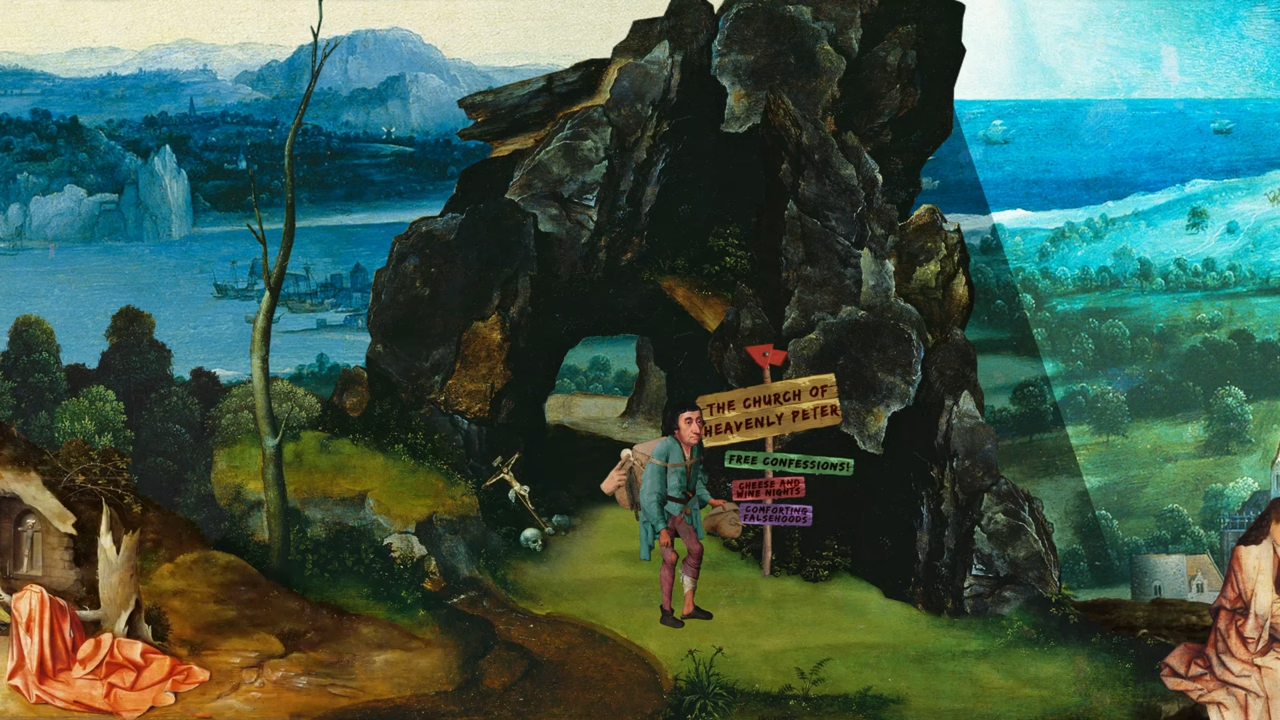 THE CHURCH OF
HEAVENLY PETER
FREE CONFESSIONS!
CHEESE AND
WINE NIGHTS
COMFORTING
FALSEHOODS